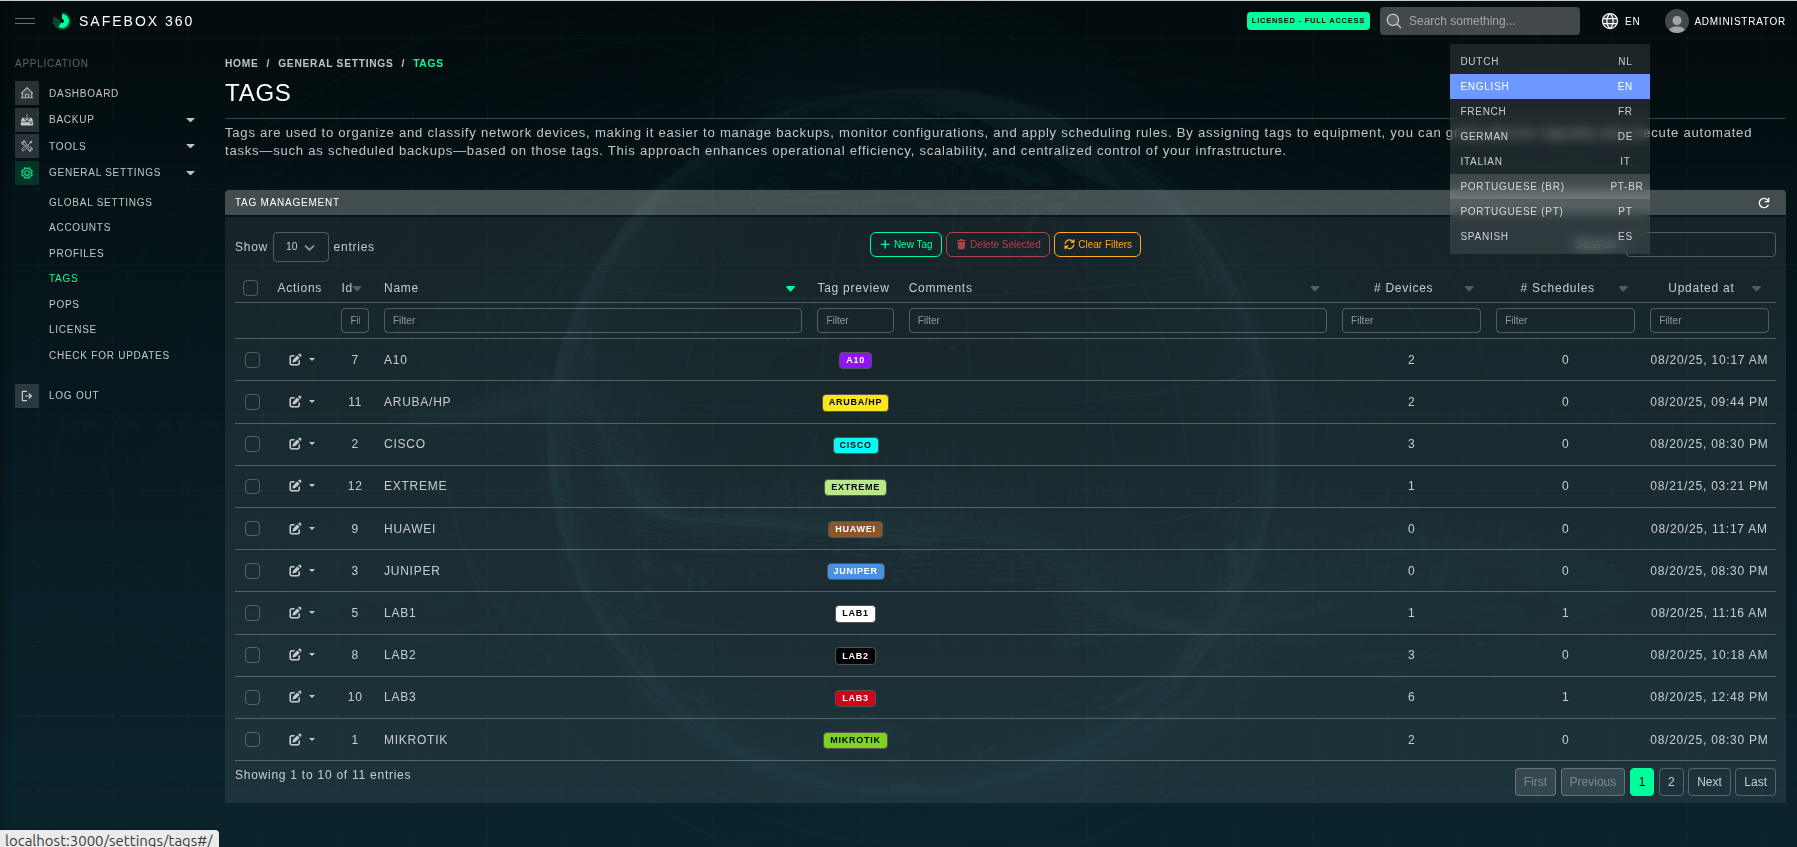 SAFEBOX 360
LICENSED - FULL ACCESS
Search something...
EN
ADMINISTRATOR
DUTCH NL
ENGLISH EN
FRENCH FR
GERMAN DE
ITALIAN IT
PORTUGUESE (BR) PT-BR
PORTUGUESE (PT) PT
SPANISH ES
APPLICATION
DASHBOARD
BACKUP
TOOLS
GENERAL SETTINGS
GLOBAL SETTINGS
ACCOUNTS
PROFILES
TAGS
POPS
LICENSE
CHECK FOR UPDATES
LOG OUT
HOME / GENERAL SETTINGS / TAGS
TAGS
Tags are used to organize and classify network devices, making it easier to manage backups, monitor configurations, and apply scheduling rules. By assigning tags to equipment, you can automated
tasks—such as scheduled backups—based on those tags. This approach enhances operational efficiency, scalability, and centralized control of your infrastructure.
TAG MANAGEMENT
Show 10 entries
New Tag
Delete Selected
Clear Filters
Actions Id Name Tag preview Comments # Devices # Schedules Updated at
Fil Filter Filter Filter Filter Filter Filter
7 A10 A10 2 0 08/20/25, 10:17 AM
11 ARUBA/HP ARUBA/HP 2 0 08/20/25, 09:44 PM
2 CISCO CISCO 3 0 08/20/25, 08:30 PM
12 EXTREME EXTREME 1 0 08/21/25, 03:21 PM
9 HUAWEI HUAWEI 0 0 08/20/25, 11:17 AM
3 JUNIPER JUNIPER 0 0 08/20/25, 08:30 PM
5 LAB1 LAB1 1 1 08/20/25, 11:16 AM
8 LAB2 LAB2 3 0 08/20/25, 10:18 AM
10 LAB3 LAB3 6 1 08/20/25, 12:48 PM
1 MIKROTIK MIKROTIK 2 0 08/20/25, 08:30 PM
Showing 1 to 10 of 11 entries
First Previous 1 2 Next Last
localhost:3000/settings/tags#/